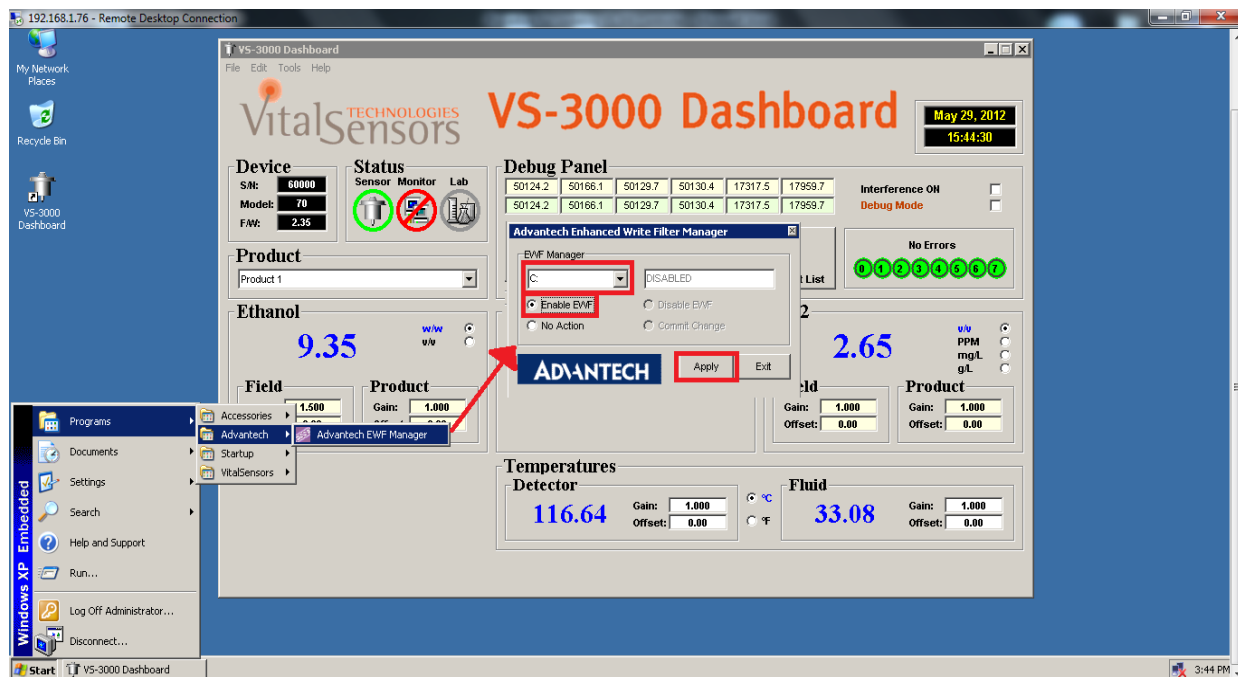 192.168.1.76 - Remote Desktop Connection
My Network
Places
Recycle Bin
VS-3000
Dashboard
VS-3000 Dashboard
File Edit Tools Help
VitalSensors
TECHNOLOGIES
VS-3000 Dashboard
May 29, 2012
15:44:30
Device
S/N: 60000
Model: 70
F/W: 2.35
Status
Sensor Monitor Lab
Debug Panel
50124.2 50166.1 50129.7 50130.4 17317.5 17959.7
50124.2 50166.1 50129.7 50130.4 17317.5 17959.7
Interference ON
Debug Mode
Product
Product 1
t List
No Errors
0 1 2 3 4 5 6 7
Advantech Enhanced Write Filter Manager
EWF Manager
C: DISABLED
Enable EWF Disable EWF
No Action Commit Change
ADVANTECH
Apply Exit
Ethanol
9.35
w/w
v/v
Field
1.500
Product
Gain: 1.000
2
2.65
v/v
PPM
mg/L
g/L
eld
Gain: 1.000
Offset: 0.00
Product
Gain: 1.000
Offset: 0.00
Temperatures
Detector
116.64
Gain: 1.000
Offset: 0.00
°C
°F
Fluid
33.08
Gain: 1.000
Offset: 0.00
Windows XP Embedded
Programs
Documents
Settings
Search
Help and Support
Run...
Log Off Administrator...
Disconnect...
Accessories
Advantech
Startup
VitalSensors
Advantech EWF Manager
Start
VS-3000 Dashboard
3:44 PM